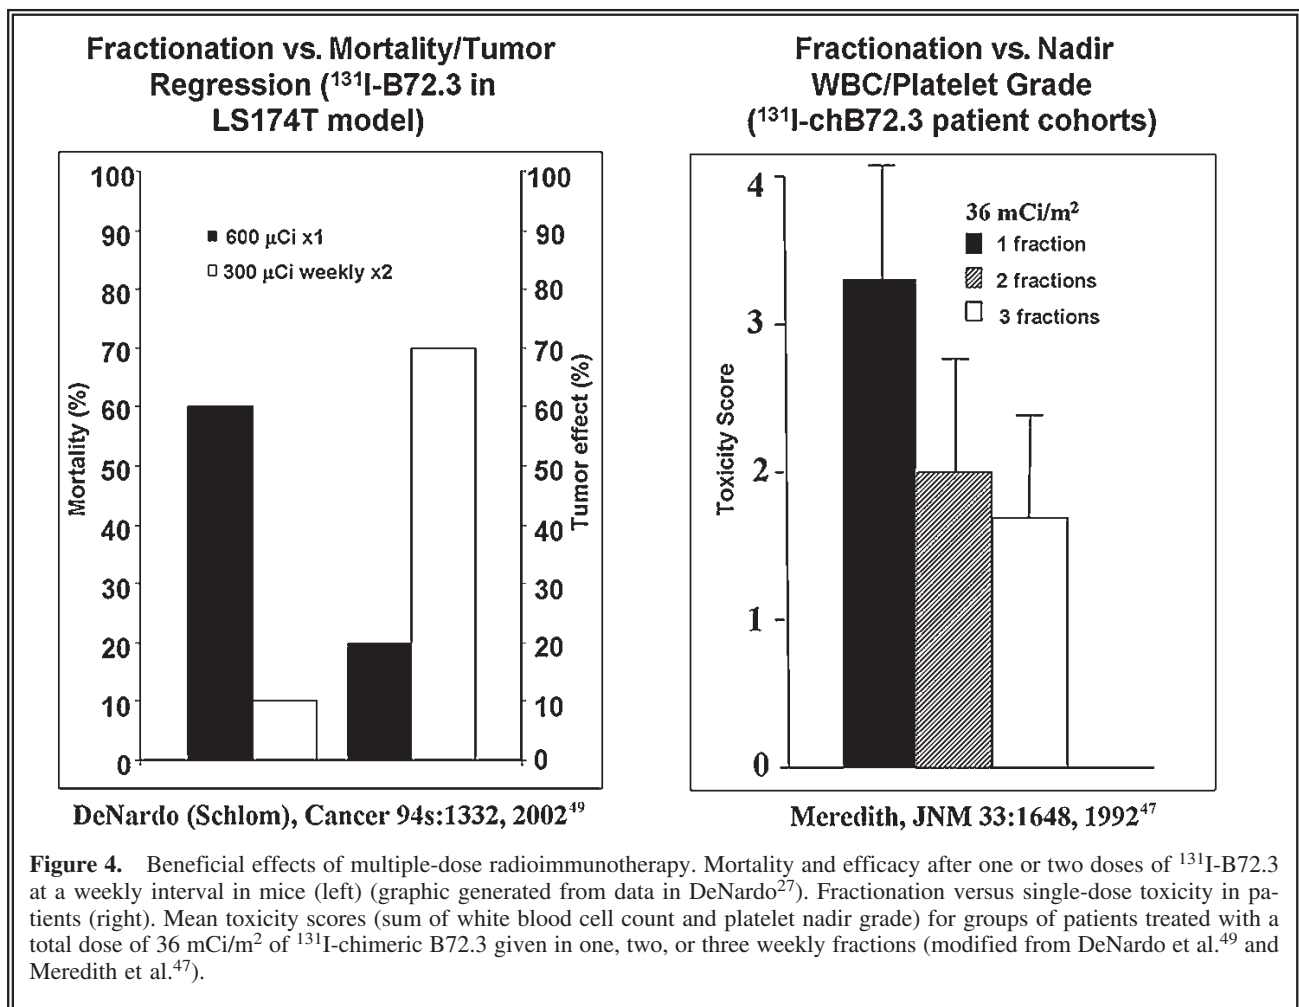 Fractionation vs. Mortality/Tumor
Regression (¹³¹I-B72.3 in
LS174T model)
100
90
80
70
60
50
40
30
20
10
0
Mortality (%)
600 µCi x1
300 µCi weekly x2
100
90
80
70
60
50
40
30
20
10
0
Tumor effect (%)
DeNardo (Schlom), Cancer 94s:1332, 2002⁴⁹
Fractionation vs. Nadir
WBC/Platelet Grade
(¹³¹I-chB72.3 patient cohorts)
4
3
2
1
0
Toxicity Score
36 mCi/m²
1 fraction
2 fractions
3 fractions
Meredith, JNM 33:1648, 1992⁴⁷
Figure 4. Beneficial effects of multiple-dose radioimmunotherapy. Mortality and efficacy after one or two doses of ¹³¹I-B72.3
at a weekly interval in mice (left) (graphic generated from data in DeNardo²⁷). Fractionation versus single-dose toxicity in pa-
tients (right). Mean toxicity scores (sum of white blood cell count and platelet nadir grade) for groups of patients treated with a
total dose of 36 mCi/m² of ¹³¹I-chimeric B72.3 given in one, two, or three weekly fractions (modified from DeNardo et al.⁴⁹ and
Meredith et al.⁴⁷).